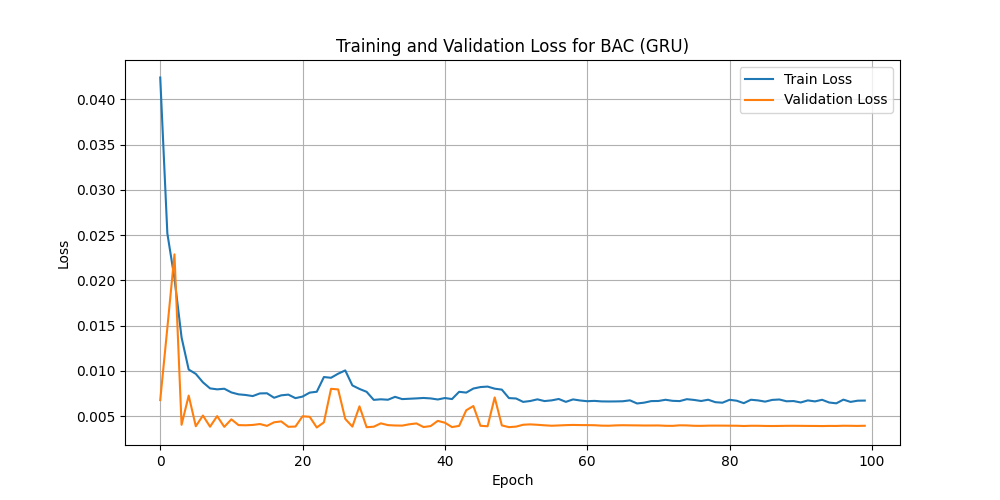 Training and Validation Loss for BAC (GRU)
Train Loss
Validation Loss
0.040
0.035
0.030
0.025
0.020
0.015
0.010
0.005
Loss
0 20 40 60 80 100
Epoch